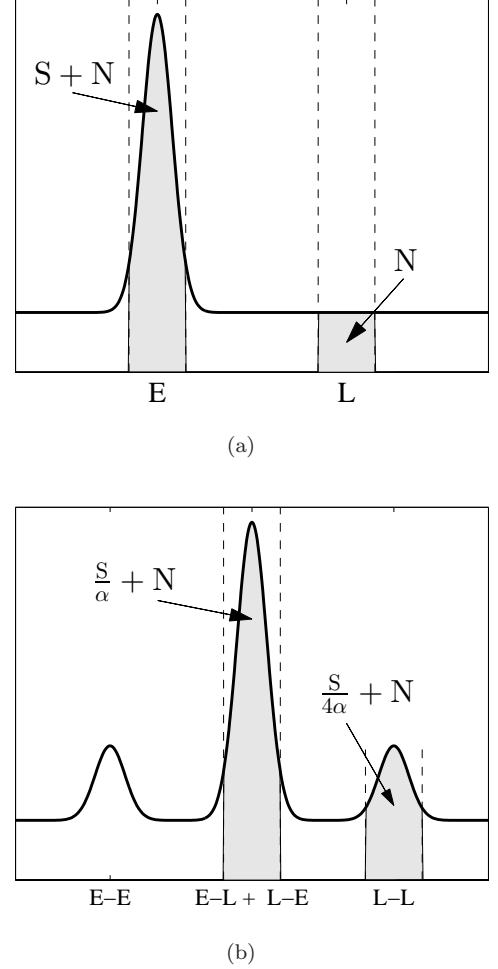 S + N
N
E L
(a)
S/α + N
S/4α + N
E–E E–L + L–E L–L
(b)